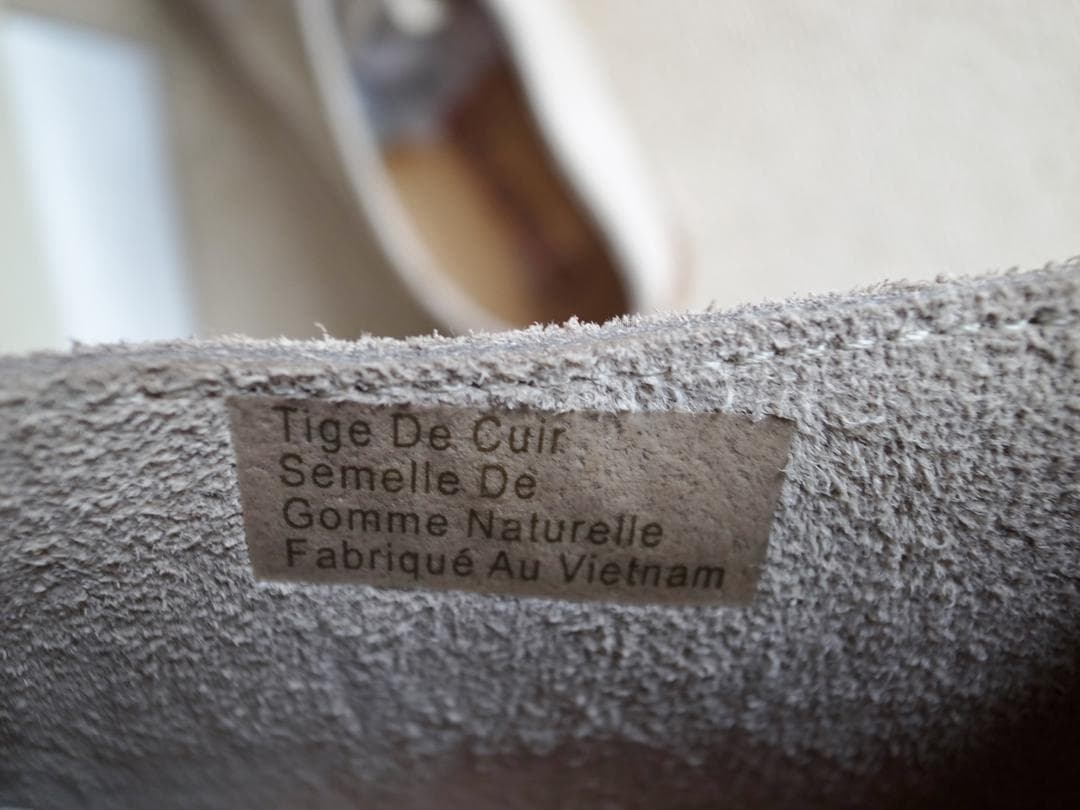 Tige De Cuir
Semelle De
Gomme Naturelle
Fabriqué Au Vietnam